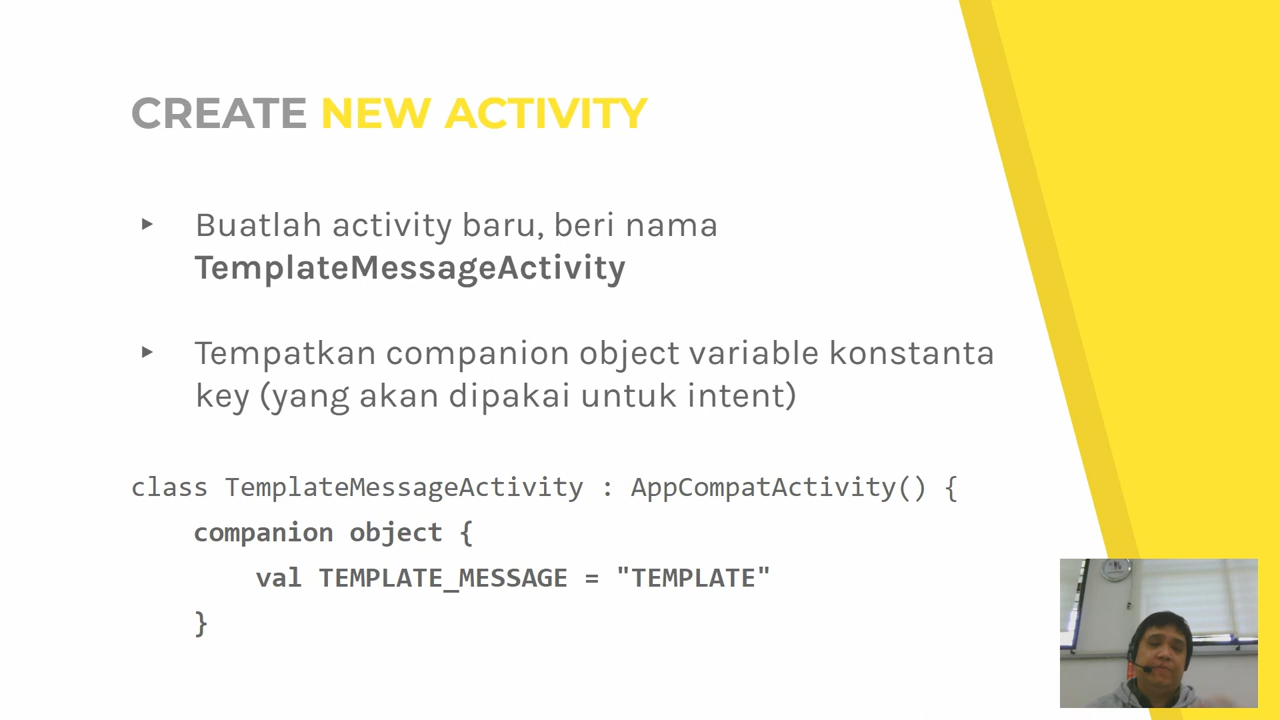 CREATE NEW ACTIVITY
▸ Buatlah activity baru, beri nama
TemplateMessageActivity
▸ Tempatkan companion object variable konstanta
key (yang akan dipakai untuk intent)
class TemplateMessageActivity : AppCompatActivity() {
    companion object {
        val TEMPLATE_MESSAGE = "TEMPLATE"
    }